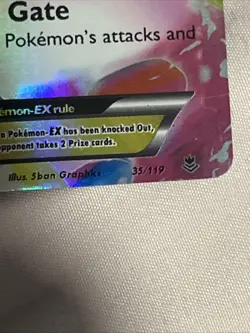 Gate
Pokémon's attacks and
émon-EX rule
a Pokémon-EX has been Knocked Out,
opponent takes 2 Prize cards.
Illus. 5ban Graphics
35/119